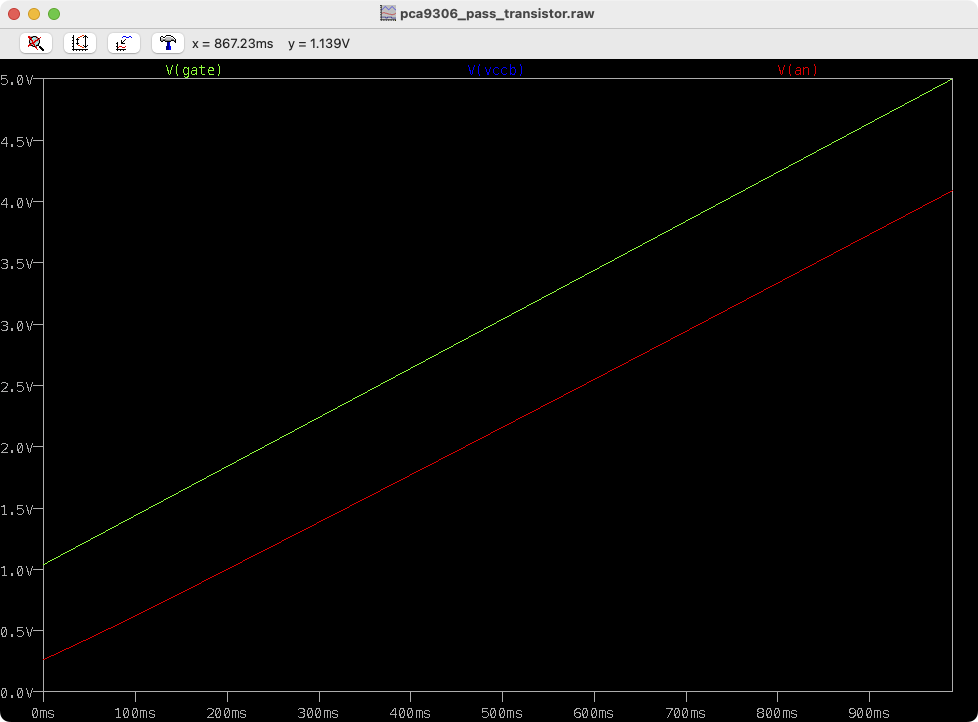 pca9306_pass_transistor.raw
x = 867.23ms y = 1.139V
V(gate) V(vccb) V(an)
5.0V
4.5V
4.0V
3.5V
3.0V
2.5V
2.0V
1.5V
1.0V
0.5V
0.0V
0ms 100ms 200ms 300ms 400ms 500ms 600ms 700ms 800ms 900ms